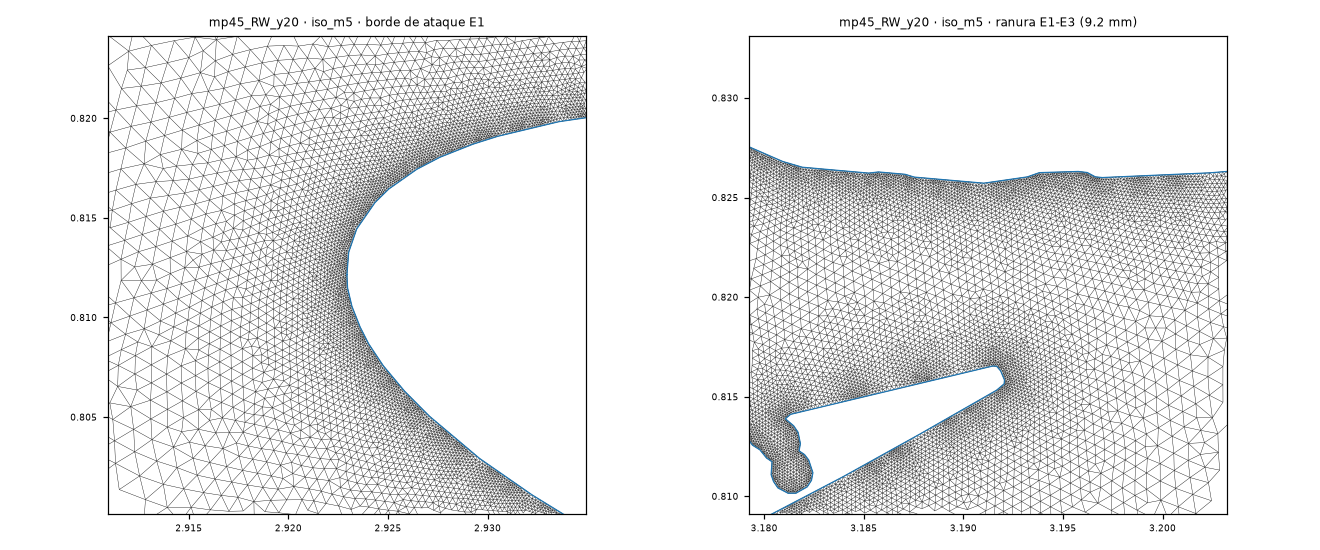 mp45_RW_y20 · iso_m5 · borde de ataque E1
0.820
0.815
0.810
0.805
2.915 2.920 2.925 2.930
mp45_RW_y20 · iso_m5 · ranura E1-E3 (9.2 mm)
0.830
0.825
0.820
0.815
0.810
3.180 3.185 3.190 3.195 3.200